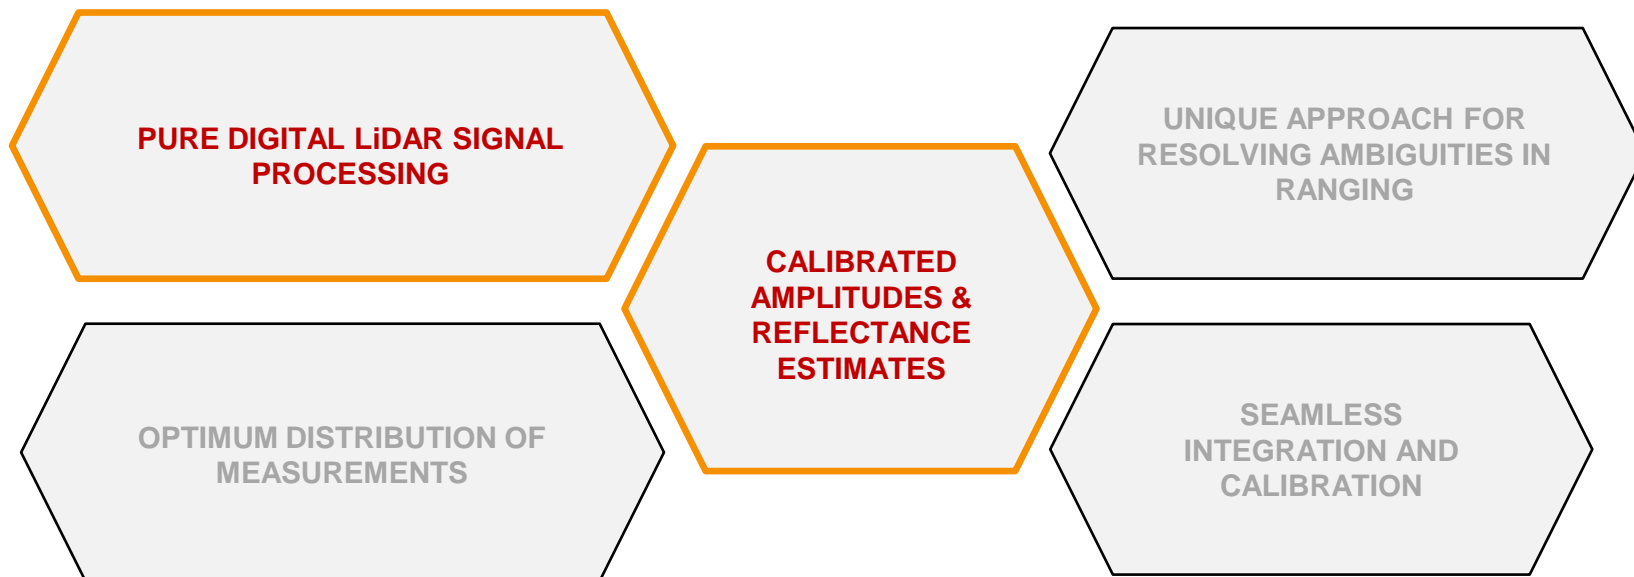 PURE DIGITAL LiDAR SIGNAL
PROCESSING
CALIBRATED
AMPLITUDES &
REFLECTANCE
ESTIMATES
UNIQUE APPROACH FOR
RESOLVING AMBIGUITIES IN
RANGING
OPTIMUM DISTRIBUTION OF
MEASUREMENTS
SEAMLESS
INTEGRATION AND
CALIBRATION